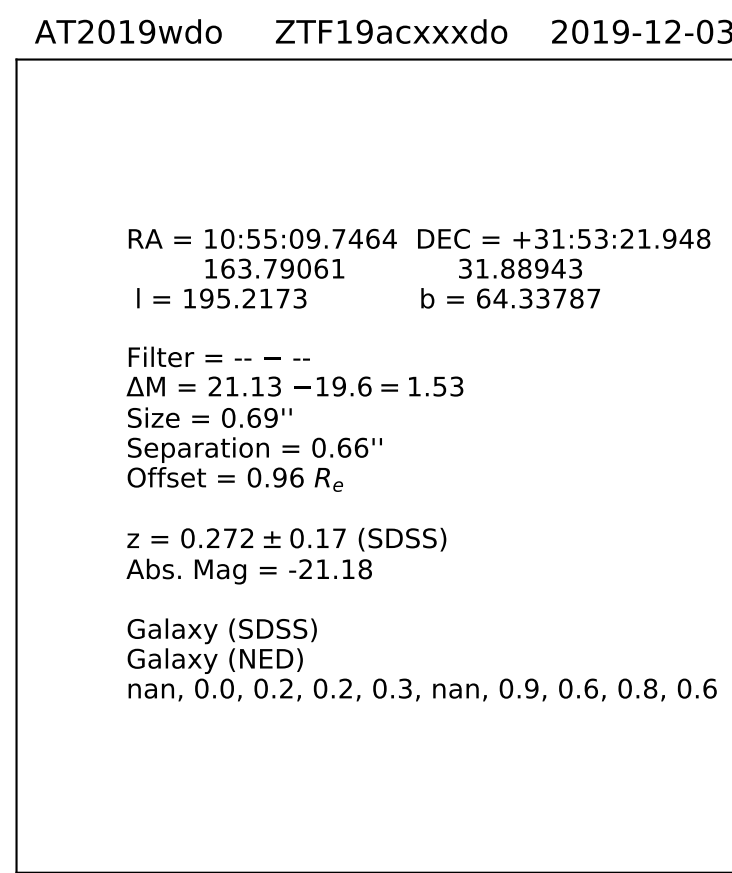 AT2019wdo ZTF19acxxxdo 2019-12-03
RA = 10:55:09.7464 DEC = +31:53:21.948
163.79061 31.88943
l = 195.2173 b = 64.33787
Filter = -- − --
ΔM = 21.13 −19.6 = 1.53
Size = 0.69''
Separation = 0.66''
Offset = 0.96 Rₑ
z = 0.272 ± 0.17 (SDSS)
Abs. Mag = -21.18
Galaxy (SDSS)
Galaxy (NED)
nan, 0.0, 0.2, 0.2, 0.3, nan, 0.9, 0.6, 0.8, 0.6